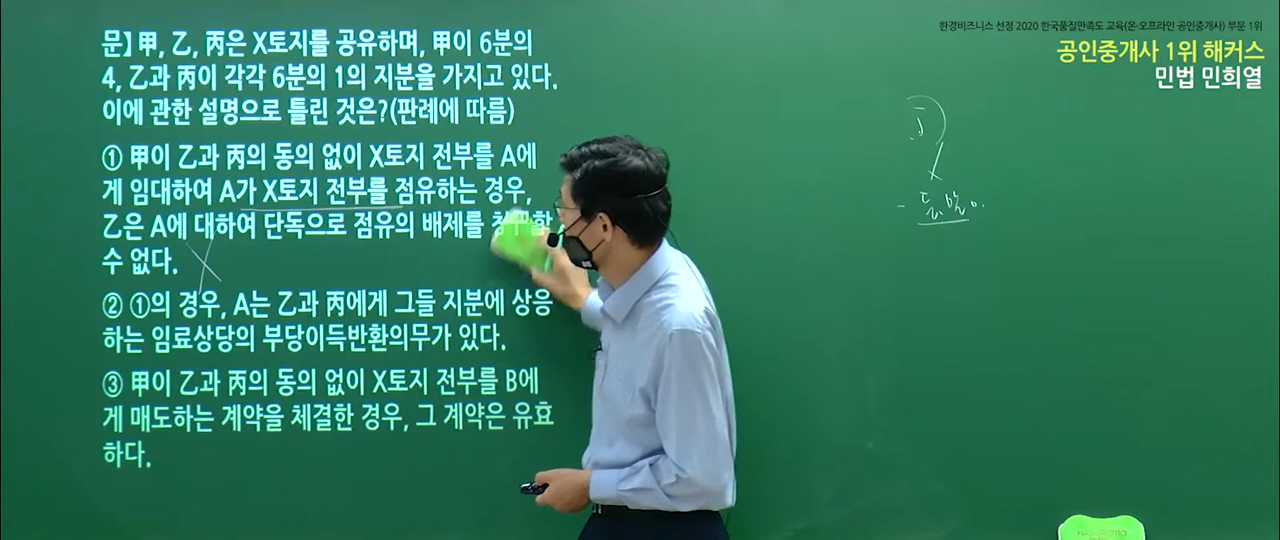 문] 甲, 乙, 丙은 X토지를 공유하며, 甲이 6분의
4, 乙과 丙이 각각 6분의 1의 지분을 가지고 있다.
이에 관한 설명으로 틀린 것은?(판례에 따름)
① 甲이 乙과 丙의 동의 없이 X토지 전부를 A에
게 임대하여 A가 X토지 전부를 점유하는 경우,
乙은 A에 대하여 단독으로 점유의 배제를
수 없다.
② ①의 경우, A는 乙과 丙에게 그들 지분에 상응
하는 임료상당의 부당이득반환의무가 있다.
③ 甲이 乙과 丙의 동의 없이 X토지 전부를 B에
게 매도하는 계약을 체결한 경우, 그 계약은 유효
하다.
한경비즈니스 선정 2020 한국품질만족도 교육(온·오프라인 공인중개사) 부문 1위
공인중개사 1위 해커스
민법 민희열